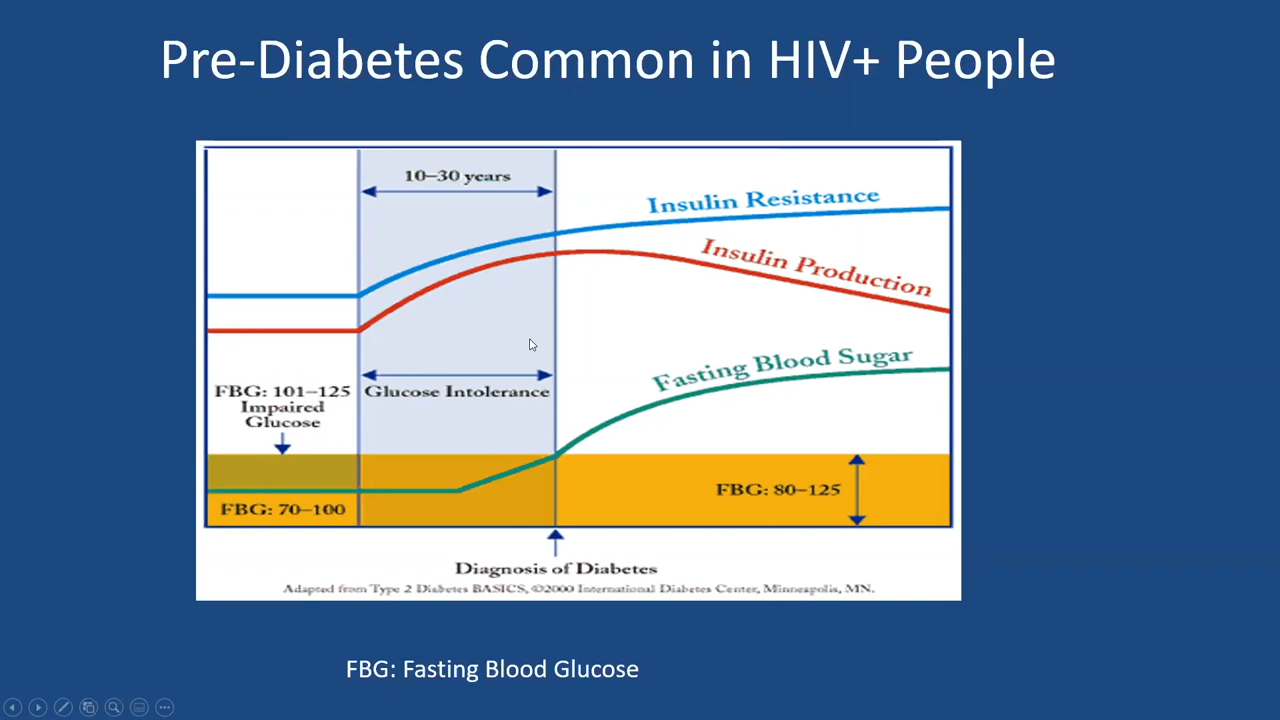 Pre-Diabetes Common in HIV+ People
10–30 years
Insulin Resistance
Insulin Production
Fasting Blood Sugar
FBG: 101–125
Impaired
Glucose
Glucose Intolerance
FBG: 80–125
FBG: 70–100
Diagnosis of Diabetes
Adapted from Type 2 Diabetes BASICS, ©2000 International Diabetes Center, Minneapolis, MN.
FBG: Fasting Blood Glucose